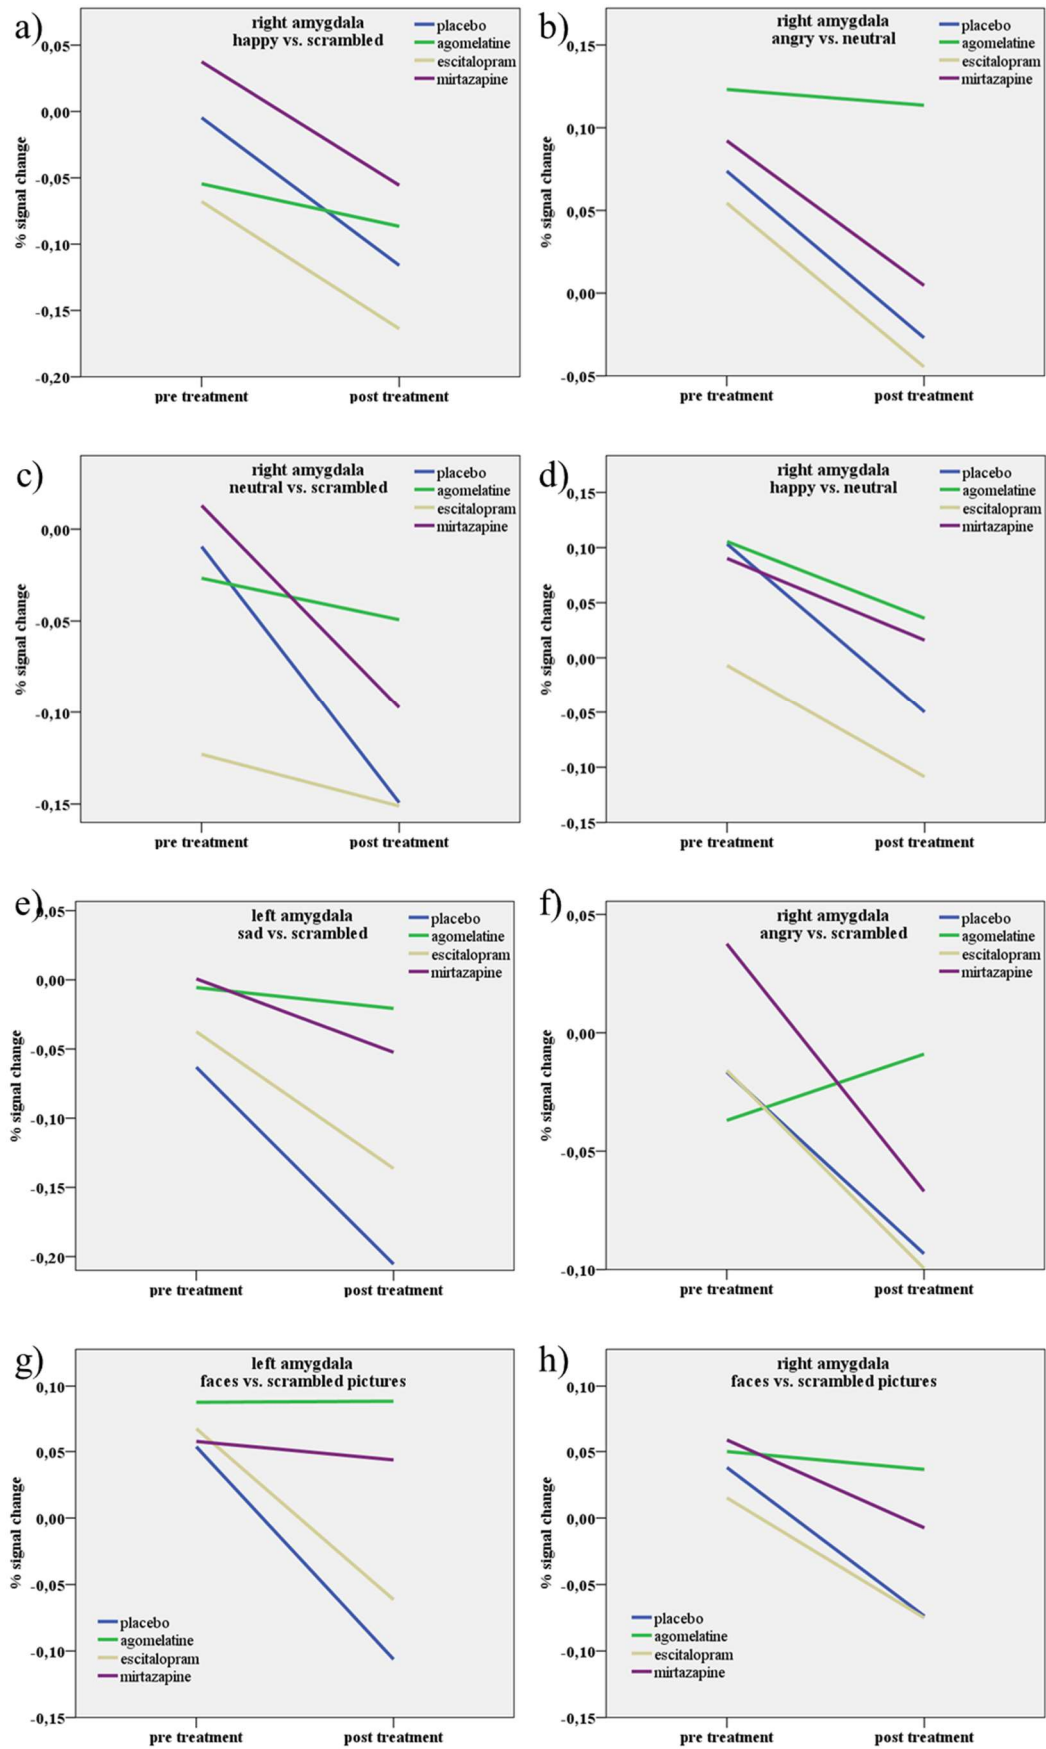 a)
right amygdala
happy vs. scrambled
placebo
agomelatine
escitalopram
mirtazapine
% signal change
0,05
0,00
-0,05
-0,10
-0,15
-0,20
pre treatment
post treatment
b)
right amygdala
angry vs. neutral
placebo
agomelatine
escitalopram
mirtazapine
% signal change
0,15
0,10
0,05
0,00
-0,05
pre treatment
post treatment
c)
right amygdala
neutral vs. scrambled
placebo
agomelatine
escitalopram
mirtazapine
% signal change
0,00
-0,05
-0,10
-0,15
pre treatment
post treatment
d)
right amygdala
happy vs. neutral
placebo
agomelatine
escitalopram
mirtazapine
% signal change
0,15
0,10
0,05
0,00
-0,05
-0,10
-0,15
pre treatment
post treatment
e)
left amygdala
sad vs. scrambled
placebo
agomelatine
escitalopram
mirtazapine
% signal change
0,05
0,00
-0,05
-0,10
-0,15
-0,20
pre treatment
post treatment
f)
right amygdala
angry vs. scrambled
placebo
agomelatine
escitalopram
mirtazapine
% signal change
0,05
0,00
-0,05
-0,10
pre treatment
post treatment
g)
left amygdala
faces vs. scrambled pictures
% signal change
0,10
0,05
0,00
-0,05
-0,10
-0,15
placebo
agomelatine
escitalopram
mirtazapine
pre treatment
post treatment
h)
right amygdala
faces vs. scrambled pictures
% signal change
0,10
0,05
0,00
-0,05
-0,10
-0,15
placebo
agomelatine
escitalopram
mirtazapine
pre treatment
post treatment